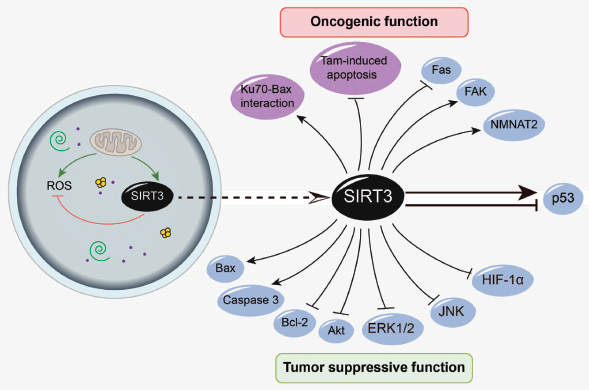 Oncogenic function
Tam-induced
apoptosis
Ku70-Bax
interaction
Fas
FAK
NMNAT2
ROS
SIRT3
SIRT3
p53
Bax
Caspase 3
Bcl-2
Akt
ERK1/2
JNK
HIF-1α
Tumor suppressive function